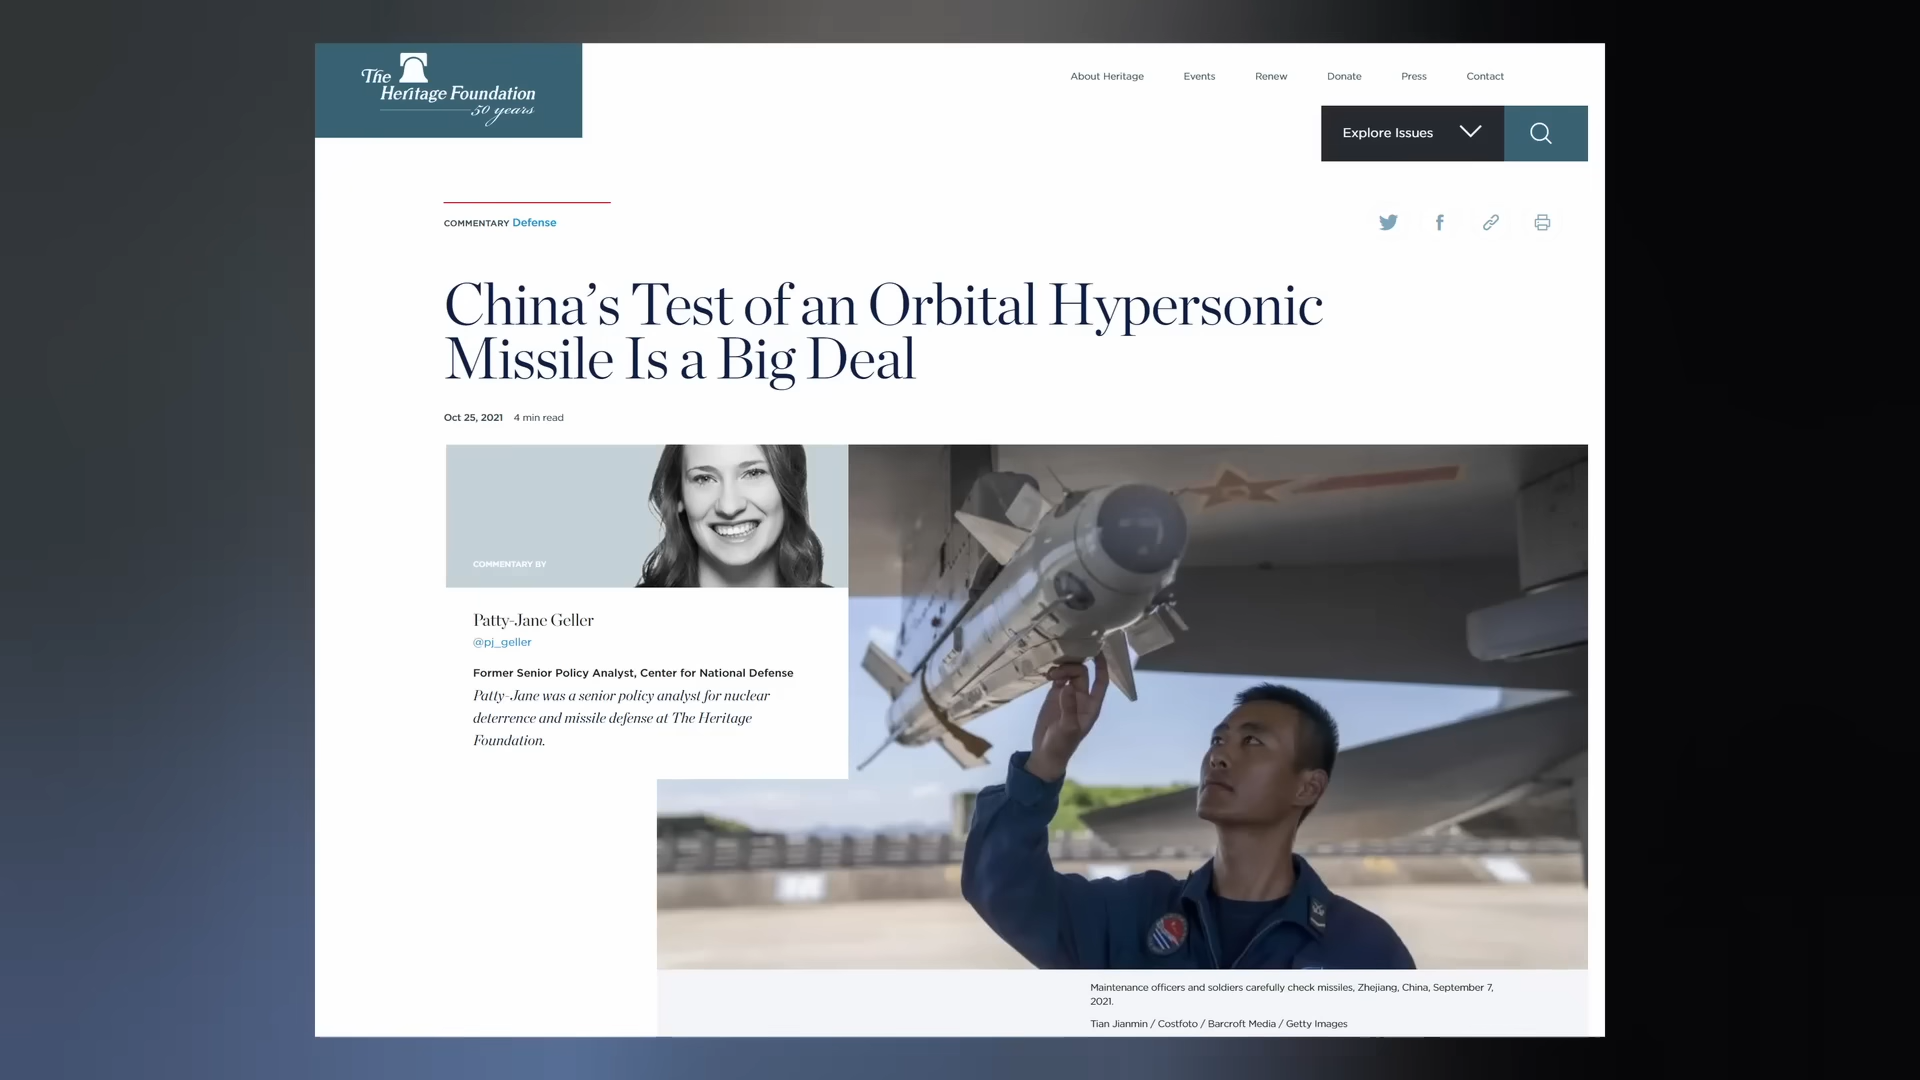 The
Heritage Foundation
50 years
About Heritage
Events
Renew
Donate
Press
Contact
Explore Issues
COMMENTARY Defense
China’s Test of an Orbital Hypersonic
Missile Is a Big Deal
Oct 25, 2021 4 min read
COMMENTARY BY
Patty-Jane Geller
@pj_geller
Former Senior Policy Analyst, Center for National Defense
Patty-Jane was a senior policy analyst for nuclear
deterrence and missile defense at The Heritage
Foundation.
Maintenance officers and soldiers carefully check missiles, Zhejiang, China, September 7,
2021.
Tian Jianmin / Costfoto / Barcroft Media / Getty Images